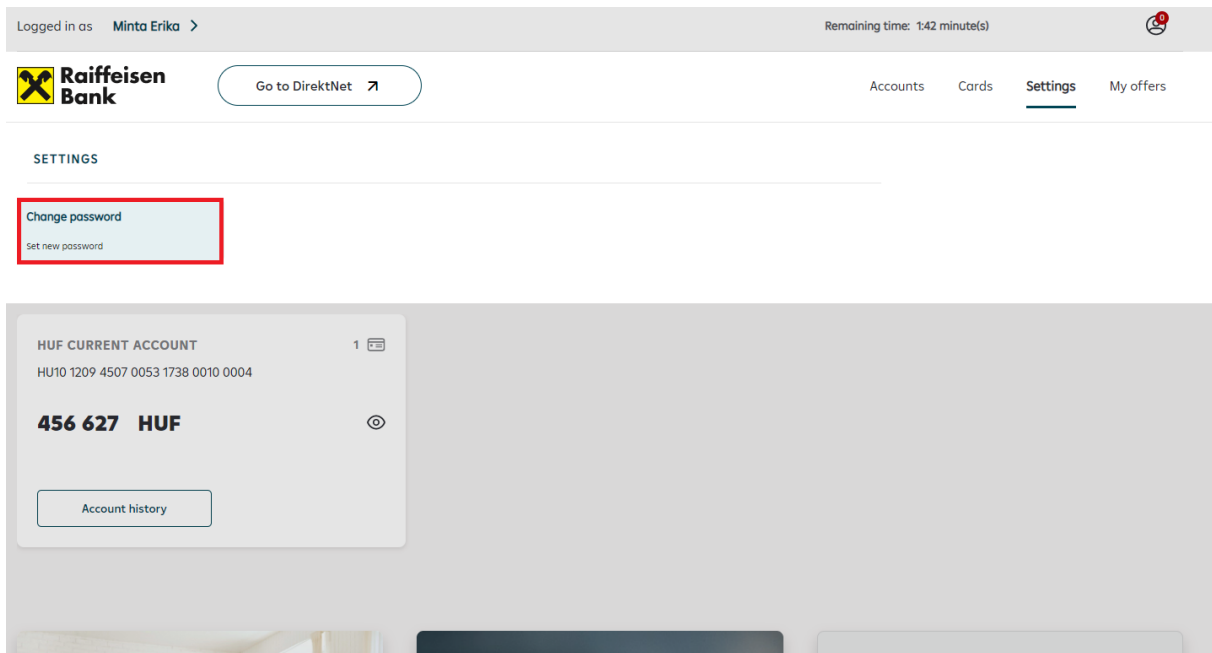 Logged in as Minta Erika > Remaining time: 1:42 minute(s) 0
Raiffeisen
Bank
Go to DirektNet Accounts Cards Settings My offers
SETTINGS
Change password
Set new password
HUF CURRENT ACCOUNT 1
HU10 1209 4507 0053 1738 0010 0004
456 627 HUF
Account history